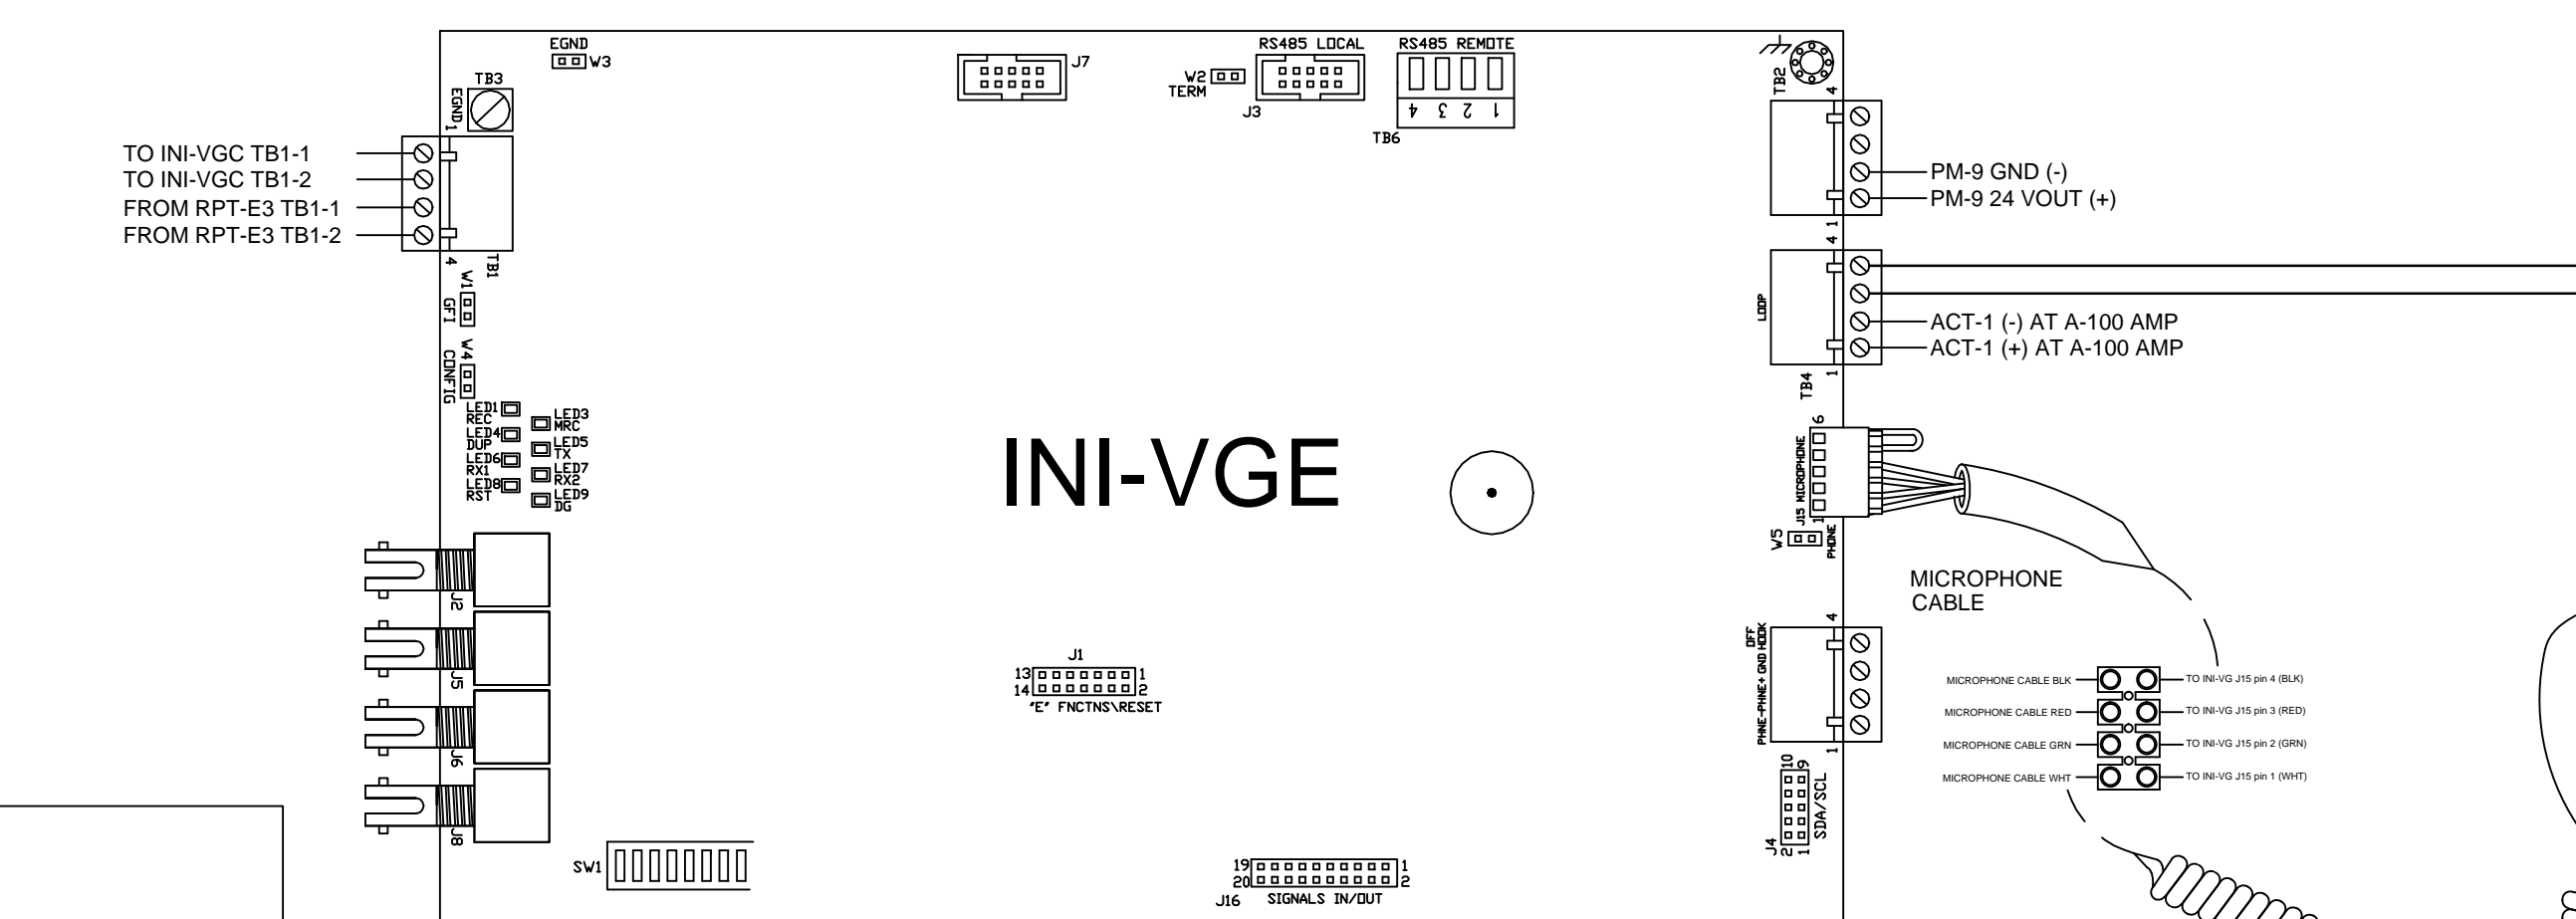 EGND
W3
TB3
EGND
1
TO INI-VGC TB1-1
TO INI-VGC TB1-2
FROM RPT-E3 TB1-1
FROM RPT-E3 TB1-2
4
TB1
W1
GFI
W4
CONFIG
LED1
REC
LED3
MRC
LED4
DUP
LED5
TX
LED6
RX1
LED7
RX2
LED8
RST
LED9
DG
J2
J5
J6
J8
SW1
J7
W2
TERM
RS485 LOCAL
J3
RS485 REMOTE
4 3 2 1
TB6
INI-VGE
J1
13 1
14 2
"E" FNCTNS\RESET
19 1
20 2
J16
SIGNALS IN/OUT
TB2
4
PM-9 GND (-)
PM-9 24 VOUT (+)
1
4
LOOP
ACT-1 (-) AT A-100 AMP
ACT-1 (+) AT A-100 AMP
1
TB4
6
J15 MICROPHONE
1
W5
PHONE
MICROPHONE
CABLE
4
OFF
PHNE-PHNE+ GND HOOK
1
10 9
SDA/SCL
J4
2 1
MICROPHONE CABLE BLK
TO INI-VG J15 pin 4 (BLK)
MICROPHONE CABLE RED
TO INI-VG J15 pin 3 (RED)
MICROPHONE CABLE GRN
TO INI-VG J15 pin 2 (GRN)
MICROPHONE CABLE WHT
TO INI-VG J15 pin 1 (WHT)